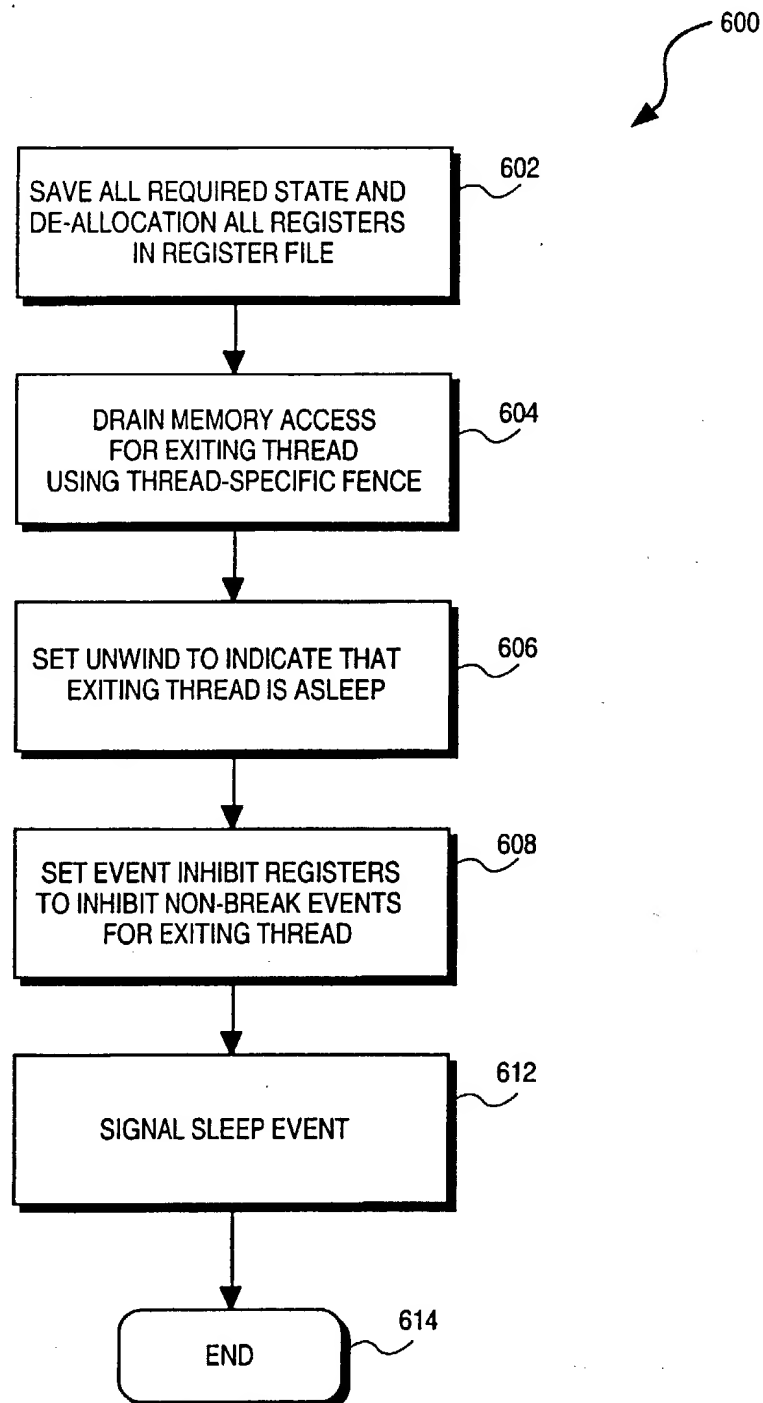 600
602
SAVE ALL REQUIRED STATE AND
DE-ALLOCATION ALL REGISTERS
IN REGISTER FILE
604
DRAIN MEMORY ACCESS
FOR EXITING THREAD
USING THREAD-SPECIFIC FENCE
606
SET UNWIND TO INDICATE THAT
EXITING THREAD IS ASLEEP
608
SET EVENT INHIBIT REGISTERS
TO INHIBIT NON-BREAK EVENTS
FOR EXITING THREAD
612
SIGNAL SLEEP EVENT
614
END